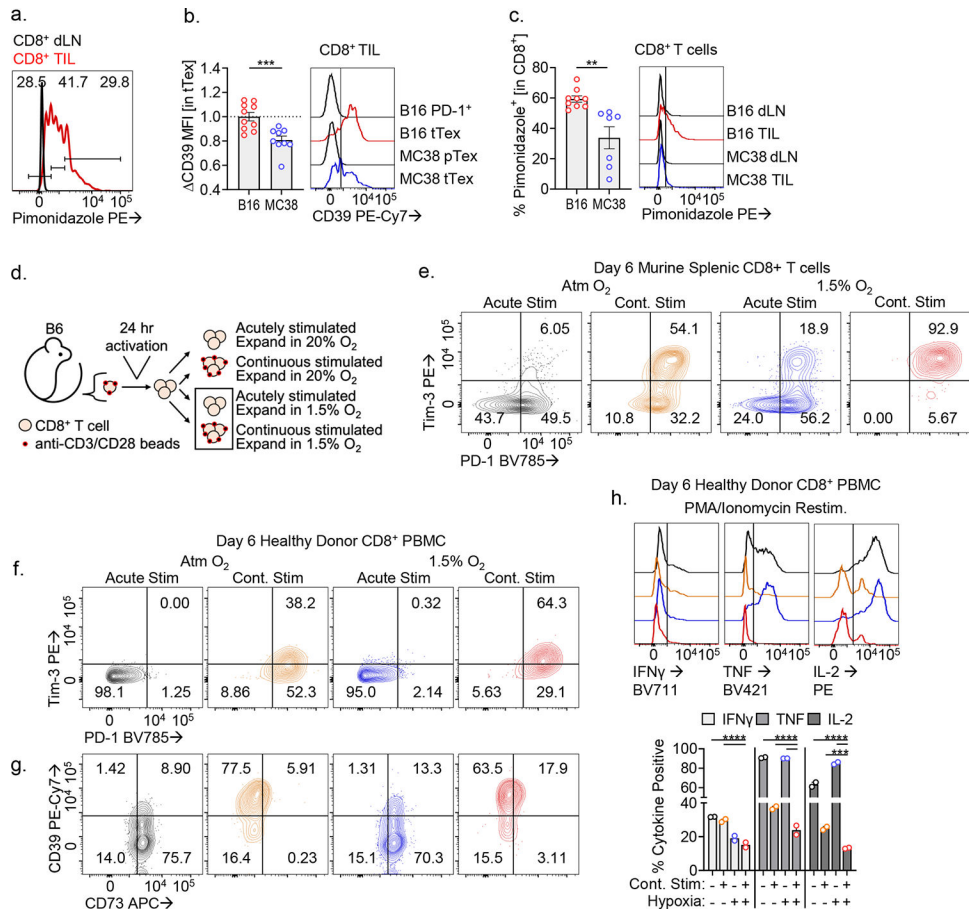 a.
CD8⁺ dLN
CD8⁺ TIL
28.5 41.7 29.8
0 10⁴ 10⁵
Pimonidazole PE→
b.
CD8⁺ TIL
ΔCD39 MFI [in tTex]
1.4
1.2
1.0
0.8
0.6
0.4
***
B16 MC38
B16 PD-1⁺
B16 tTex
MC38 pTex
MC38 tTex
0 10⁴ 10⁵
CD39 PE-Cy7→
c.
CD8⁺ T cells
% Pimonidazole⁺ [in CD8⁺]
80
60
40
20
0
**
B16 MC38
B16 dLN
B16 TIL
MC38 dLN
MC38 TIL
0 10⁴ 10⁵
Pimonidazole PE→
d.
B6
24 hr
activation
Acutely stimulated
Expand in 20% O₂
Continuous stimulated
Expand in 20% O₂
Acutely stimulated
Expand in 1.5% O₂
Continuous stimulated
Expand in 1.5% O₂
CD8⁺ T cell
anti-CD3/CD28 beads
e.
Day 6 Murine Splenic CD8+ T cells
Atm O₂ 1.5% O₂
Acute Stim Cont. Stim Acute Stim Cont. Stim
Tim-3 PE→
0 10⁴ 10⁵
6.05 54.1 18.9 92.9
43.7 49.5 10.8 32.2 24.0 56.2 0.00 5.67
0 10⁴ 10⁵
PD-1 BV785→
f.
Day 6 Healthy Donor CD8⁺ PBMC
Atm O₂ 1.5% O₂
Acute Stim Cont. Stim Acute Stim Cont. Stim
Tim-3 PE→
0 10⁴ 10⁵
0.00 38.2 0.32 64.3
98.1 1.25 8.86 52.3 95.0 2.14 5.63 29.1
0 10⁴ 10⁵
PD-1 BV785→
g.
CD39 PE-Cy7→
0 10⁴ 10⁵
1.42 8.90 77.5 5.91 1.31 13.3 63.5 17.9
14.0 75.7 16.4 0.23 15.1 70.3 15.5 3.11
0 10⁴ 10⁵
CD73 APC→
h.
Day 6 Healthy Donor CD8⁺ PBMC
PMA/Ionomycin Restim.
0 10⁴10⁵ 0 10⁴10⁵ 0 10⁴10⁵
IFNγ → TNF → IL-2 →
BV711 BV421 PE
IFNγ TNF IL-2
% Cytokine Positive
100
80
60
40
20
0
**** **** ****
***
Cont. Stim: - + - + - + - + - + - +
Hypoxia: - - + + - - + + - - + +